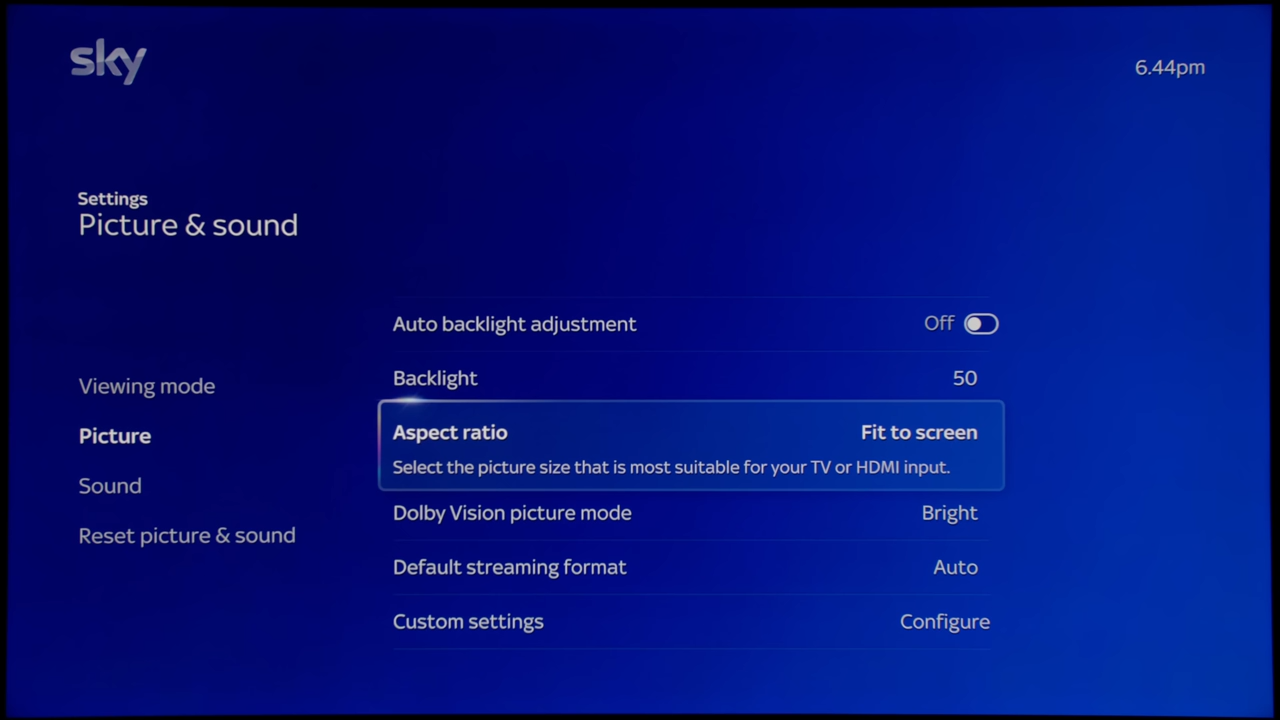 sky
6.44pm
Settings
Picture & sound
Auto backlight adjustment Off
Viewing mode
Backlight 50
Picture
Aspect ratio Fit to screen
Select the picture size that is most suitable for your TV or HDMI input.
Sound
Dolby Vision picture mode Bright
Reset picture & sound
Default streaming format Auto
Custom settings Configure